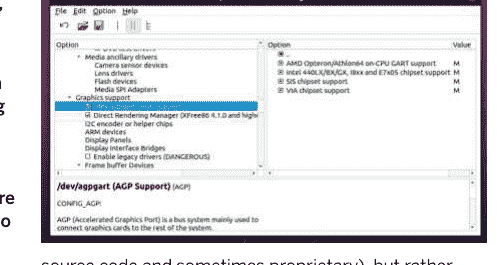 File Edit Option Help
Option
Media ancillary drivers
Camera sensor devices
Lens drivers
Flash devices
Media SPI Adapters
Graphics support
Direct Rendering Manager (XFree86 4.1.0 and highe
I2C encoder or helper chips
ARM devices
Display Panels
Display Interface Bridges
Enable legacy drivers (DANGEROUS)
Frame buffer Devices
Option Value
..
AMD Opteron/Athlon64 on-CPU GART support M
Intel 440LX/BX/GX, I8xx and E7x05 chipset support M
SiS chipset support M
VIA chipset support M
/dev/agpgart (AGP Support) (AGP)
CONFIG_AGP:
AGP (Accelerated Graphics Port) is a bus system mainly used to
connect graphics cards to the rest of the system.
g
re
o
source code and sometimes proprietary), but rather